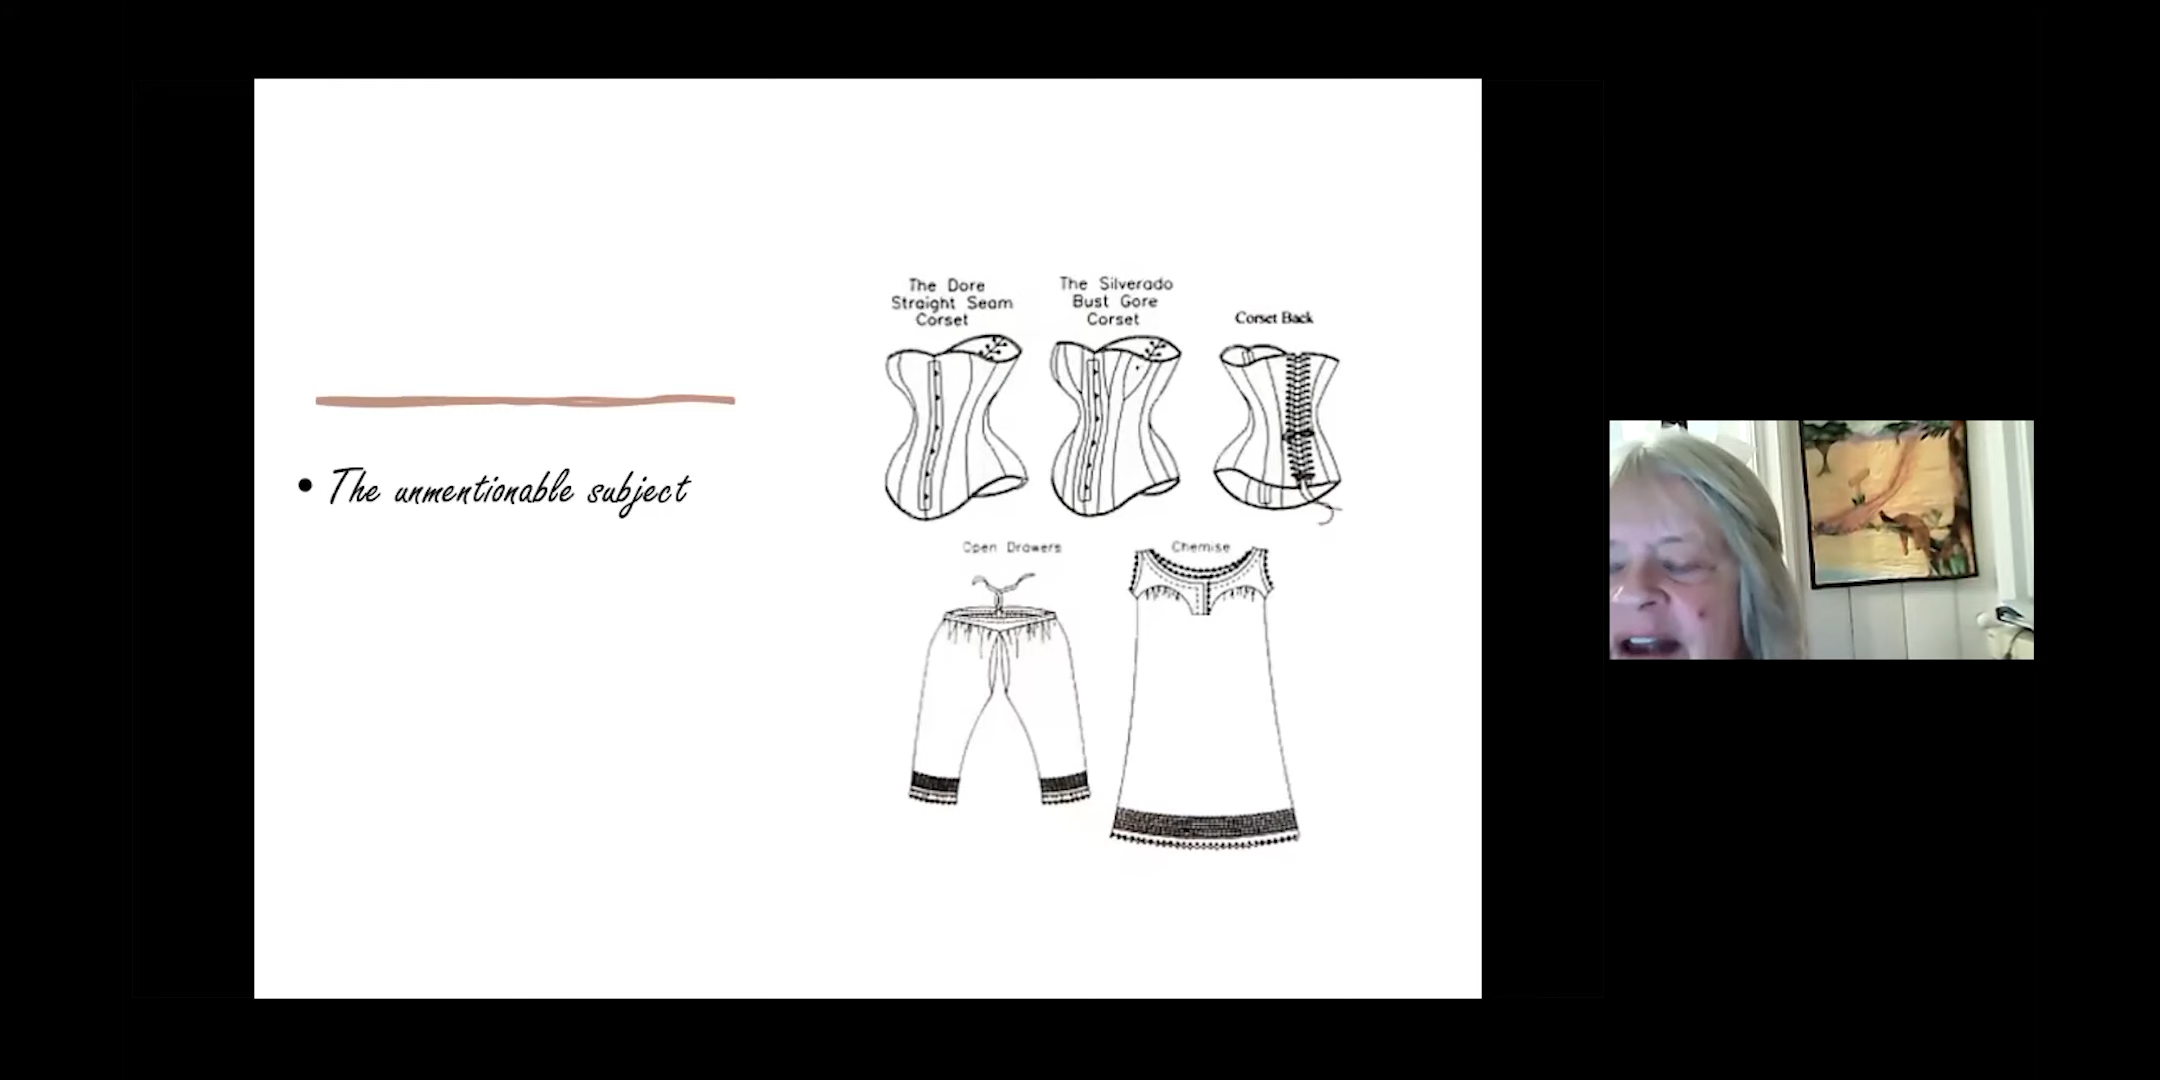 The unmentionable subject
The Dore
Straight Seam
Corset
The Silverado
Bust Gore
Corset
Corset Back
Open Drawers
Chemise